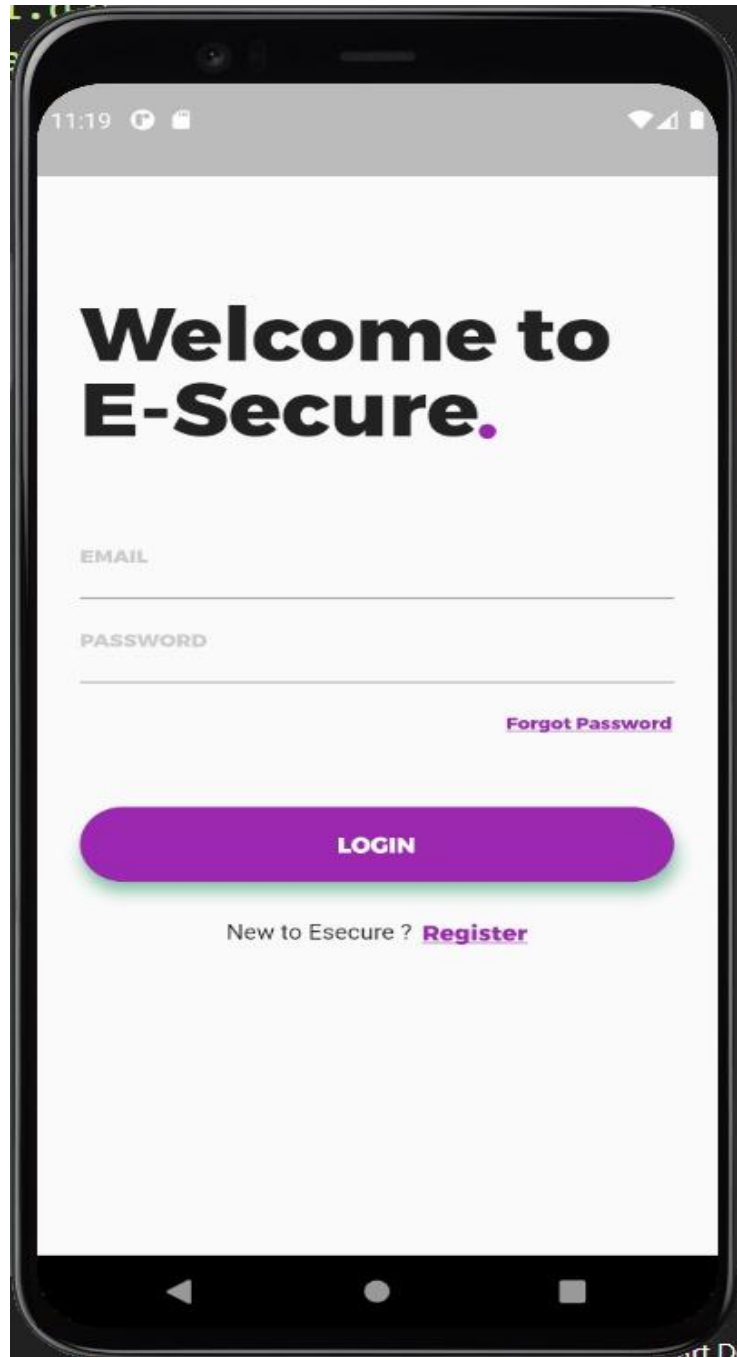 11:19
Welcome to
E-Secure.
EMAIL
PASSWORD
Forgot Password
LOGIN
New to Esecure ? Register